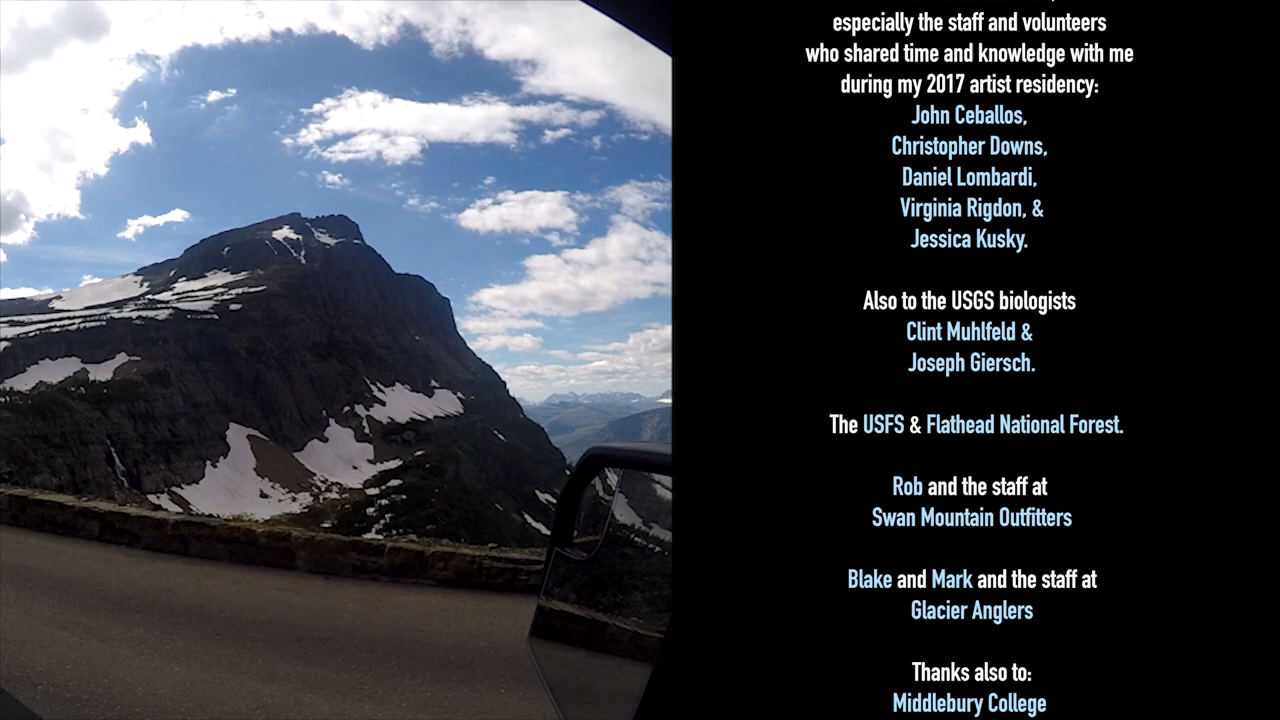 especially the staff and volunteers
who shared time and knowledge with me
during my 2017 artist residency:
John Ceballos,
Christopher Downs,
Daniel Lombardi,
Virginia Rigdon, &
Jessica Kusky.
Also to the USGS biologists
Clint Muhlfeld &
Joseph Giersch.
The USFS & Flathead National Forest.
Rob and the staff at
Swan Mountain Outfitters
Blake and Mark and the staff at
Glacier Anglers
Thanks also to:
Middlebury College